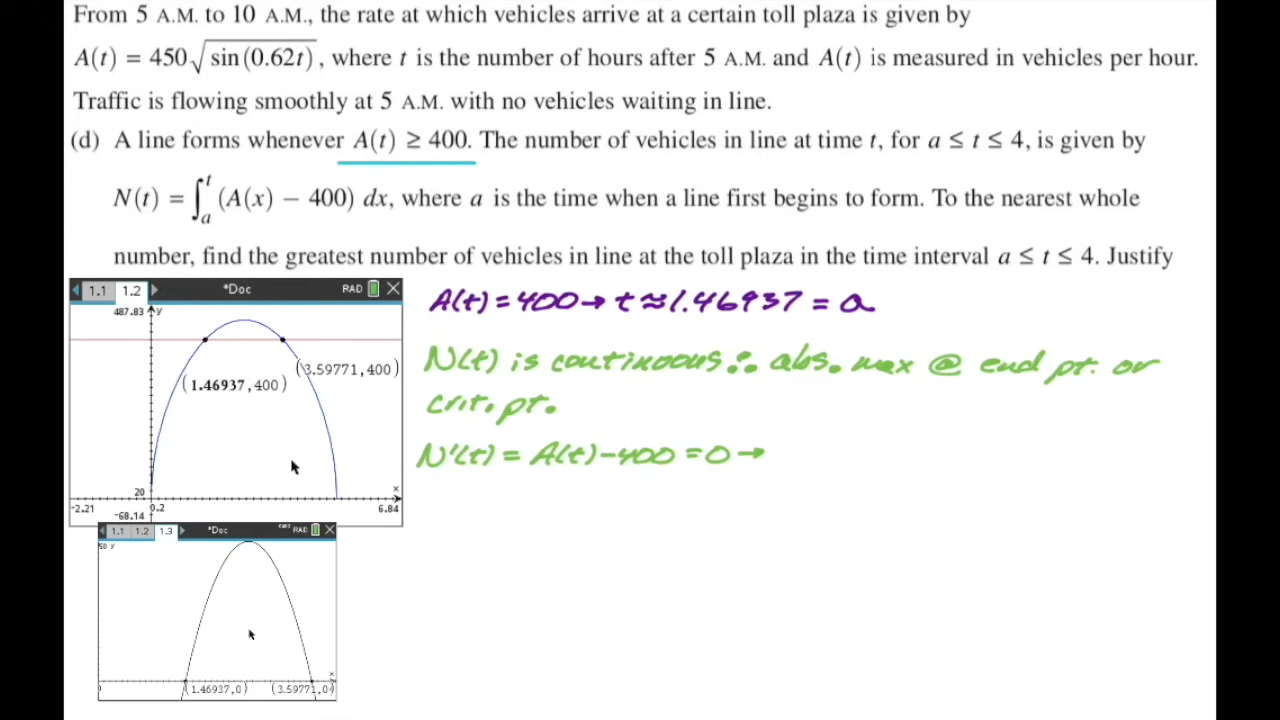 From 5 A.M. to 10 A.M., the rate at which vehicles arrive at a certain toll plaza is given by
A(t) = 450√sin(0.62t), where t is the number of hours after 5 A.M. and A(t) is measured in vehicles per hour.
Traffic is flowing smoothly at 5 A.M. with no vehicles waiting in line.
(d) A line forms whenever A(t) ≥ 400. The number of vehicles in line at time t, for a ≤ t ≤ 4, is given by
N(t) = ∫ₐᵗ (A(x) − 400) dx, where a is the time when a line first begins to form. To the nearest whole
number, find the greatest number of vehicles in line at the toll plaza in the time interval a ≤ t ≤ 4. Justify
1.1 1.2 *Doc RAD
487.83 y
(3.59771,400)
(1.46937,400)
20
x
-2.21 0.2 6.84
-68.14
A(t) = 400 → t ≈ 1.46937 = a
N(t) is continuous ∴ abs. max @ end pt. or
crit. pt.
N'(t) = A(t) − 400 = 0 →
1.1 1.2 1.3 *Doc RAD
50 y
x
(1.46937,0) (3.59771,0)